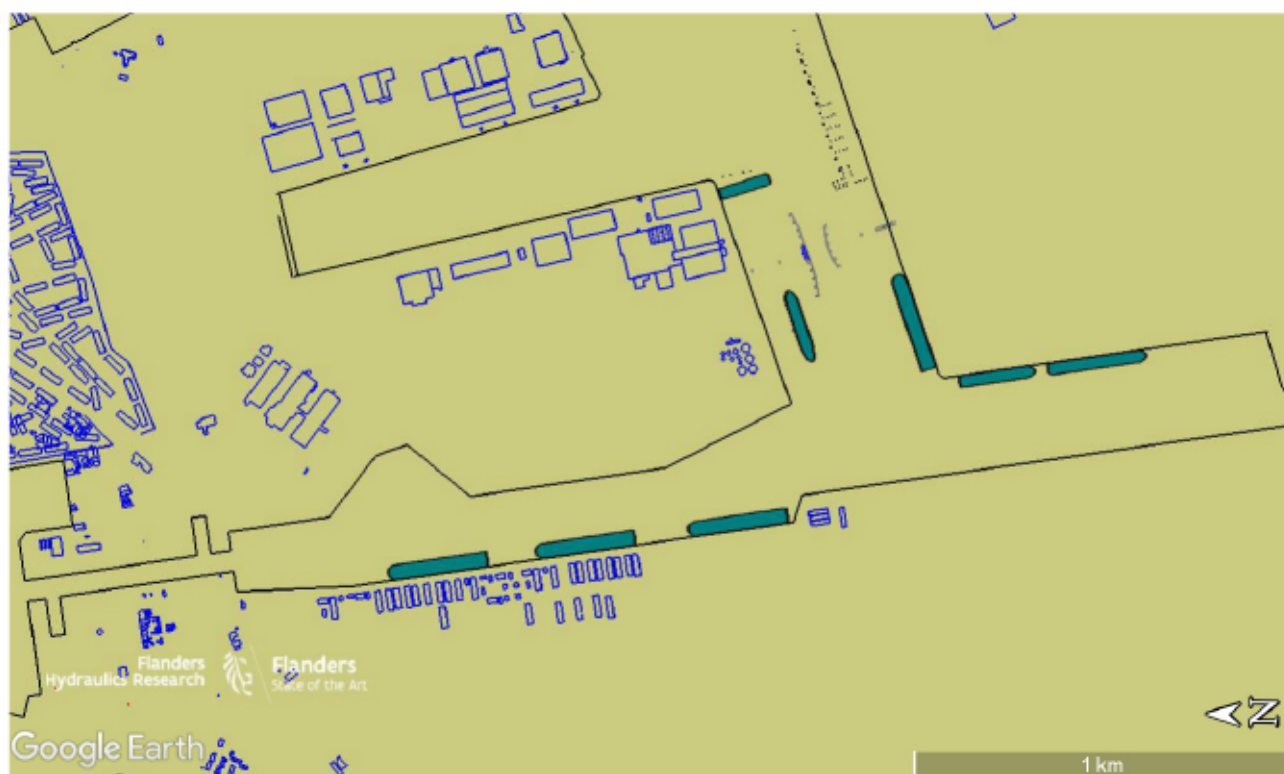 Flanders
Hydraulics Research
Flanders
State of the Art
Google Earth
N
1 km